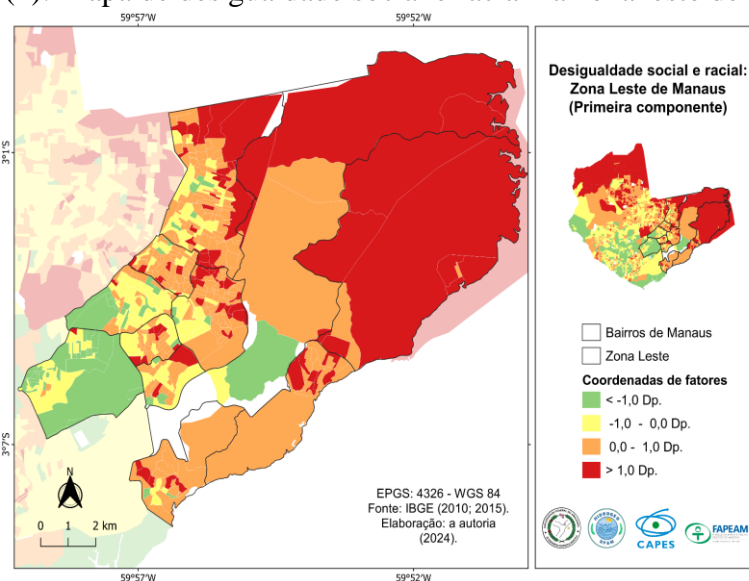 59°57'W 59°52'W
3°1'S
3°7'S
N
0 1 2 km
EPGS: 4326 - WGS 84
Fonte: IBGE (2010; 2015).
Elaboração: a autoria
(2024).
59°57'W 59°52'W
Desigualdade social e racial:
Zona Leste de Manaus
(Primeira componente)
Bairros de Manaus
Zona Leste
Coordenadas de fatores
< -1,0 Dp.
-1,0 - 0,0 Dp.
0,0 - 1,0 Dp.
> 1,0 Dp.
CAPES
FAPEAM